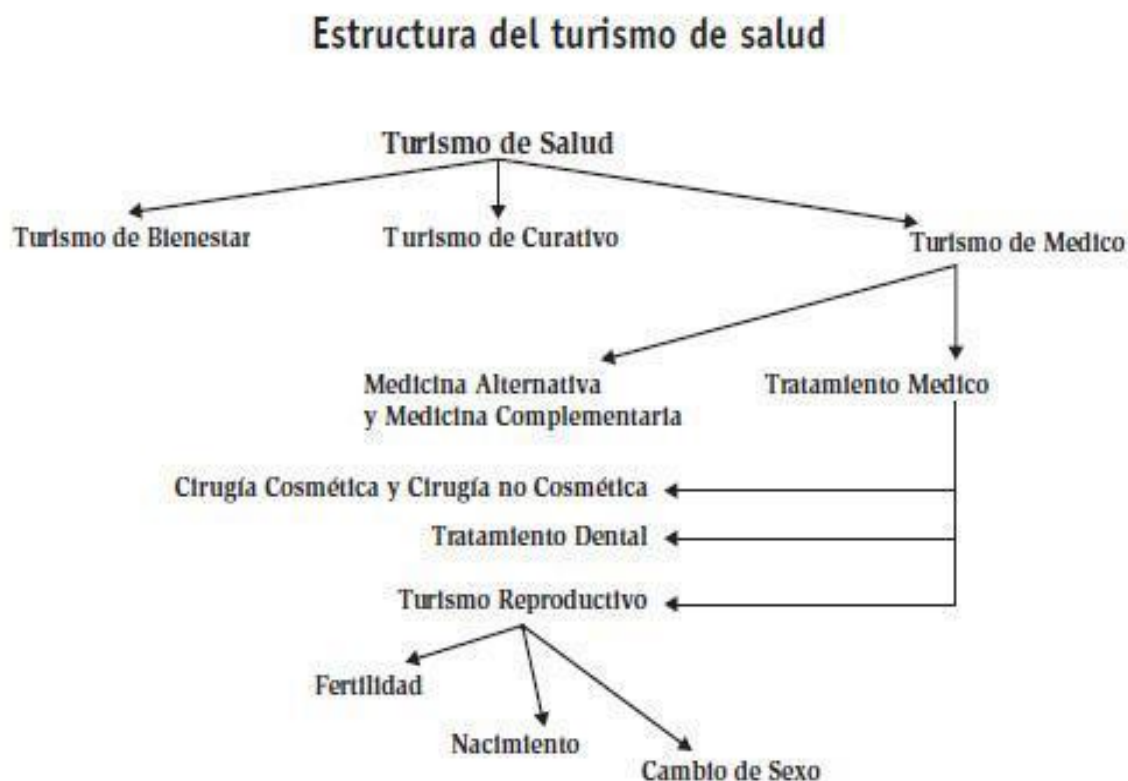 Estructura del turismo de salud
Turismo de Salud
Turismo de Bienestar
Turismo de Curativo
Turismo de Medico
Medicina Alternativa
y Medicina Complementaria
Tratamiento Medico
Cirugía Cosmética y Cirugía no Cosmética
Tratamiento Dental
Turismo Reproductivo
Fertilidad
Nacimiento
Cambio de Sexo